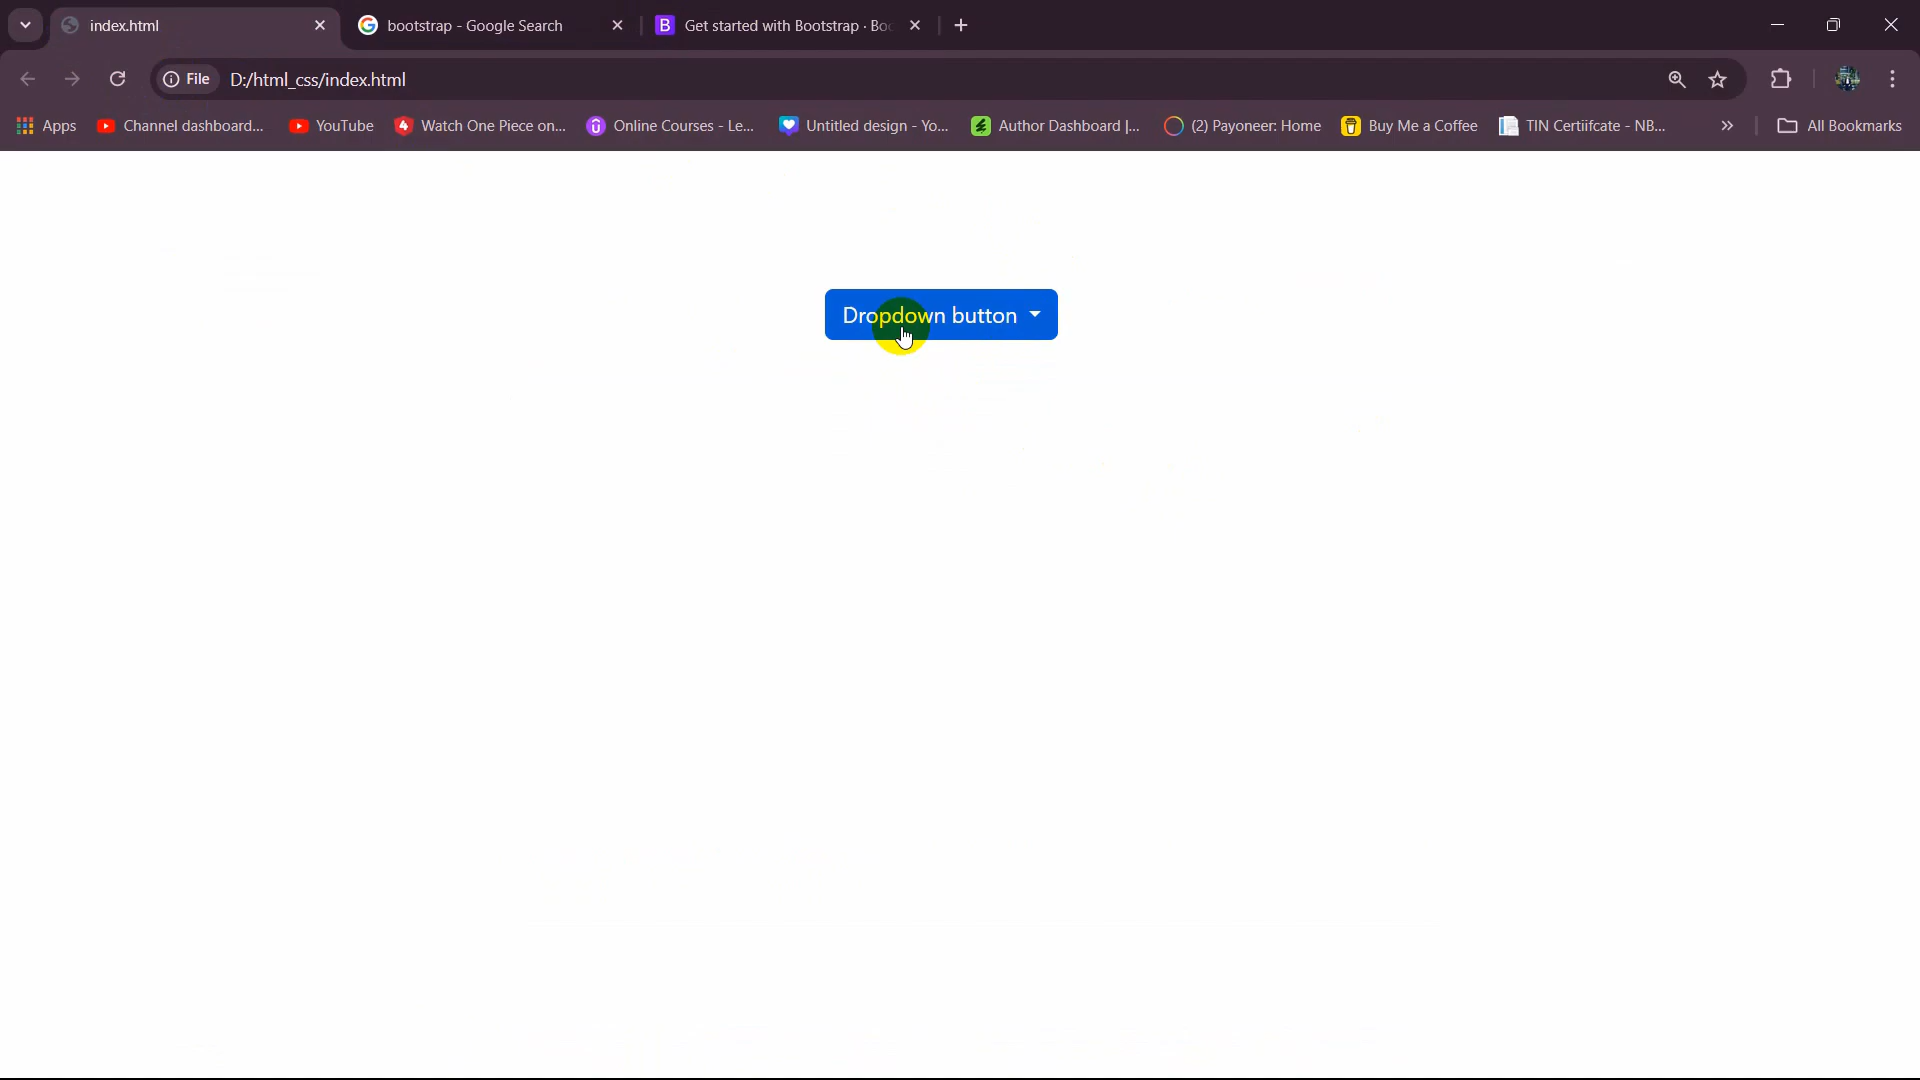 index.html
bootstrap - Google Search
B Get started with Bootstrap · Boo
File D:/html_css/index.html
Apps Channel dashboard... YouTube Watch One Piece on... Online Courses - Le... Untitled design - Yo... Author Dashboard |... (2) Payoneer: Home Buy Me a Coffee TIN Certiifcate - NB... » All Bookmarks
Dropdown button